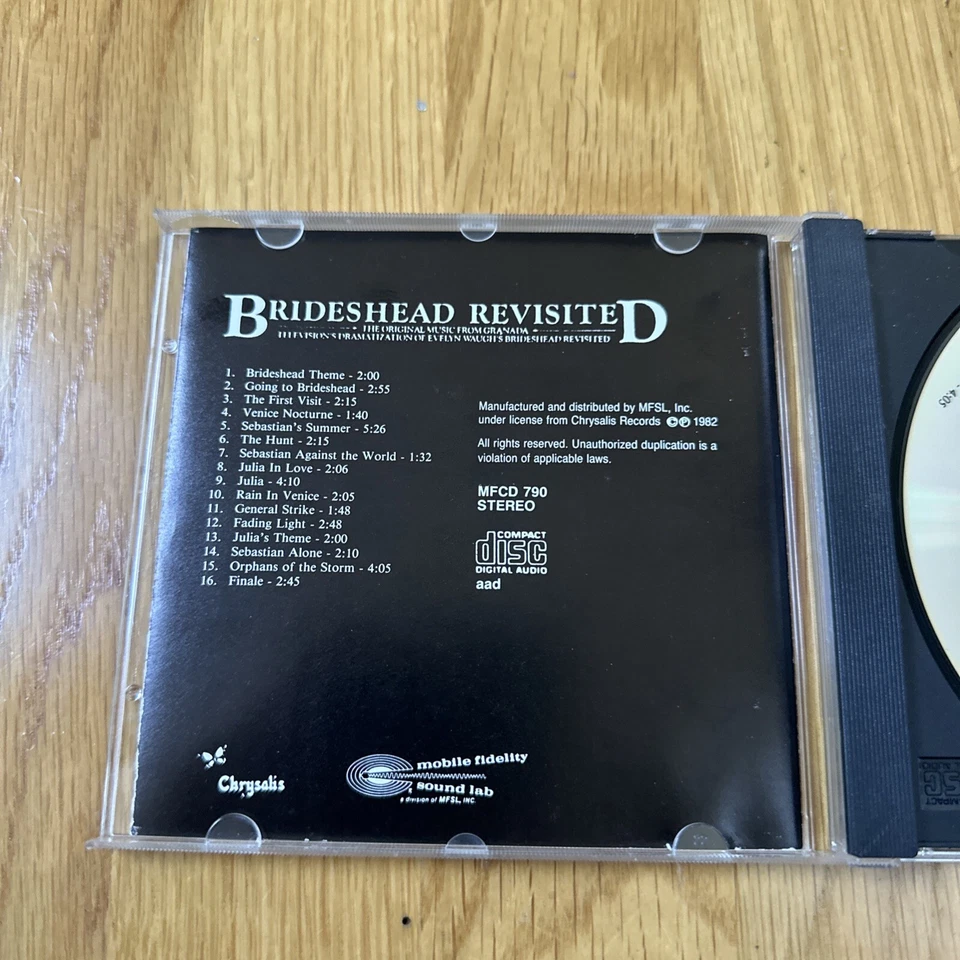 BRIDESHEAD REVISITED
THE ORIGINAL MUSIC FROM GRANADA
TELEVISION'S DRAMATIZATION OF EVELYN WAUGH'S BRIDESHEAD REVISITED
1. Brideshead Theme - 2:00
2. Going to Brideshead - 2:55
3. The First Visit - 2:15
4. Venice Nocturne - 1:40
5. Sebastian's Summer - 5:26
6. The Hunt - 2:15
7. Sebastian Against the World - 1:32
8. Julia In Love - 2:06
9. Julia - 4:10
10. Rain In Venice - 2:05
11. General Strike - 1:48
12. Fading Light - 2:48
13. Julia's Theme - 2:00
14. Sebastian Alone - 2:10
15. Orphans of the Storm - 4:05
16. Finale - 2:45
Manufactured and distributed by MFSL, Inc.
under license from Chrysalis Records ©℗ 1982
All rights reserved. Unauthorized duplication is a
violation of applicable laws.
MFCD 790
STEREO
COMPACT
disc
DIGITAL AUDIO
aad
Chrysalis
mobile fidelity
sound lab
a division of MFSL, INC.
4:05